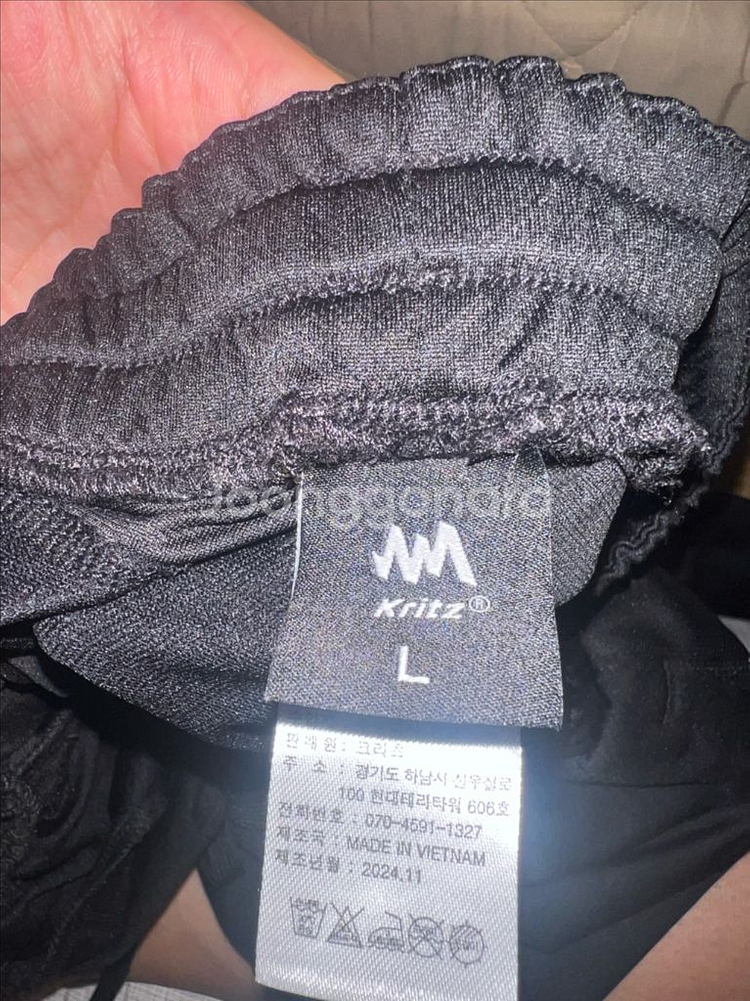 joonggonara
Kritz®
L
판매원 : 크리츠
주 소 : 경기도 하남시 신우실로
100 현대테라타워 606호
전화번호 : 070-4591-1327
제조국 : MADE IN VIETNAM
제조년월 : 2024.11